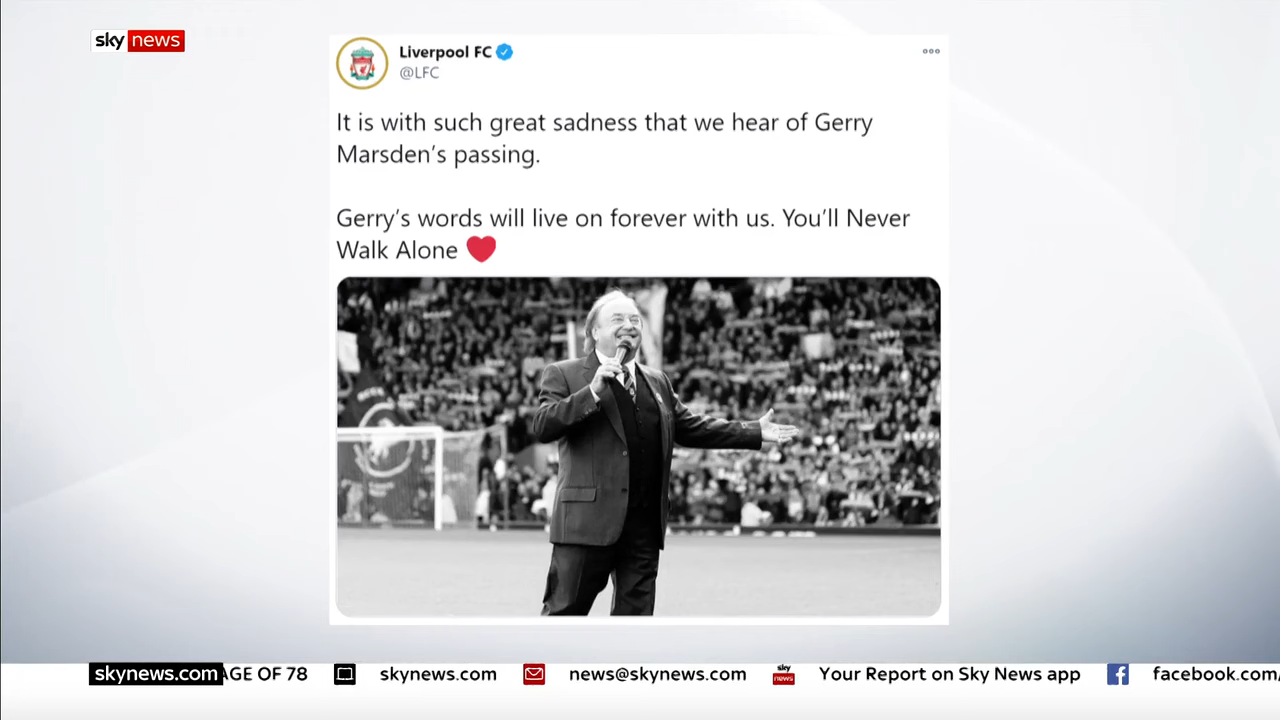 sky news
Liverpool FC
@LFC
It is with such great sadness that we hear of Gerry
Marsden's passing.
Gerry's words will live on forever with us. You'll Never
Walk Alone
skynews.com AGE OF 78 skynews.com news@skynews.com sky news Your Report on Sky News app facebook.com/